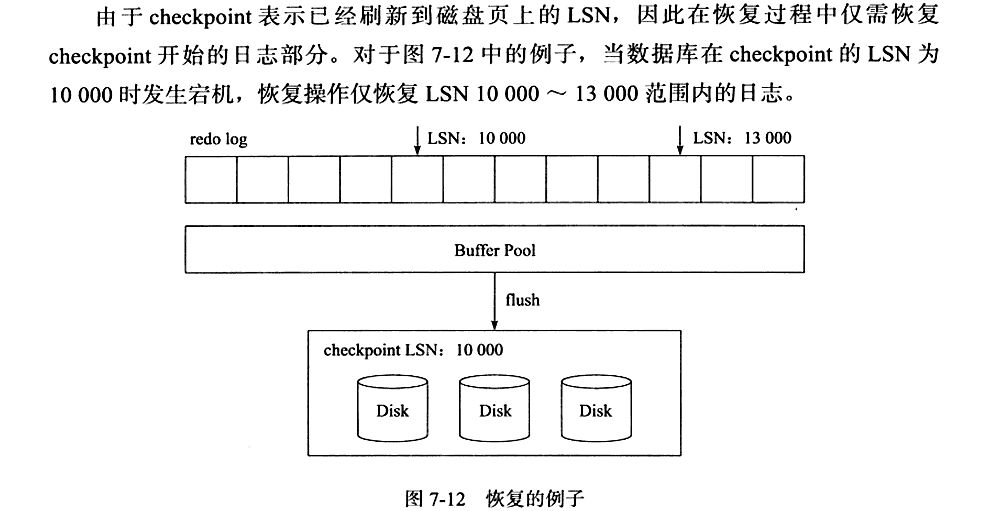 由于 checkpoint 表示已经刷新到磁盘页上的 LSN，因此在恢复过程中仅需恢复
checkpoint 开始的日志部分。对于图 7-12 中的例子，当数据库在 checkpoint 的 LSN 为
10 000 时发生宕机，恢复操作仅恢复 LSN 10 000 ～ 13 000 范围内的日志。
redo log
LSN：10 000
LSN：13 000
Buffer Pool
flush
checkpoint LSN：10 000
Disk
Disk
Disk
图 7-12 恢复的例子